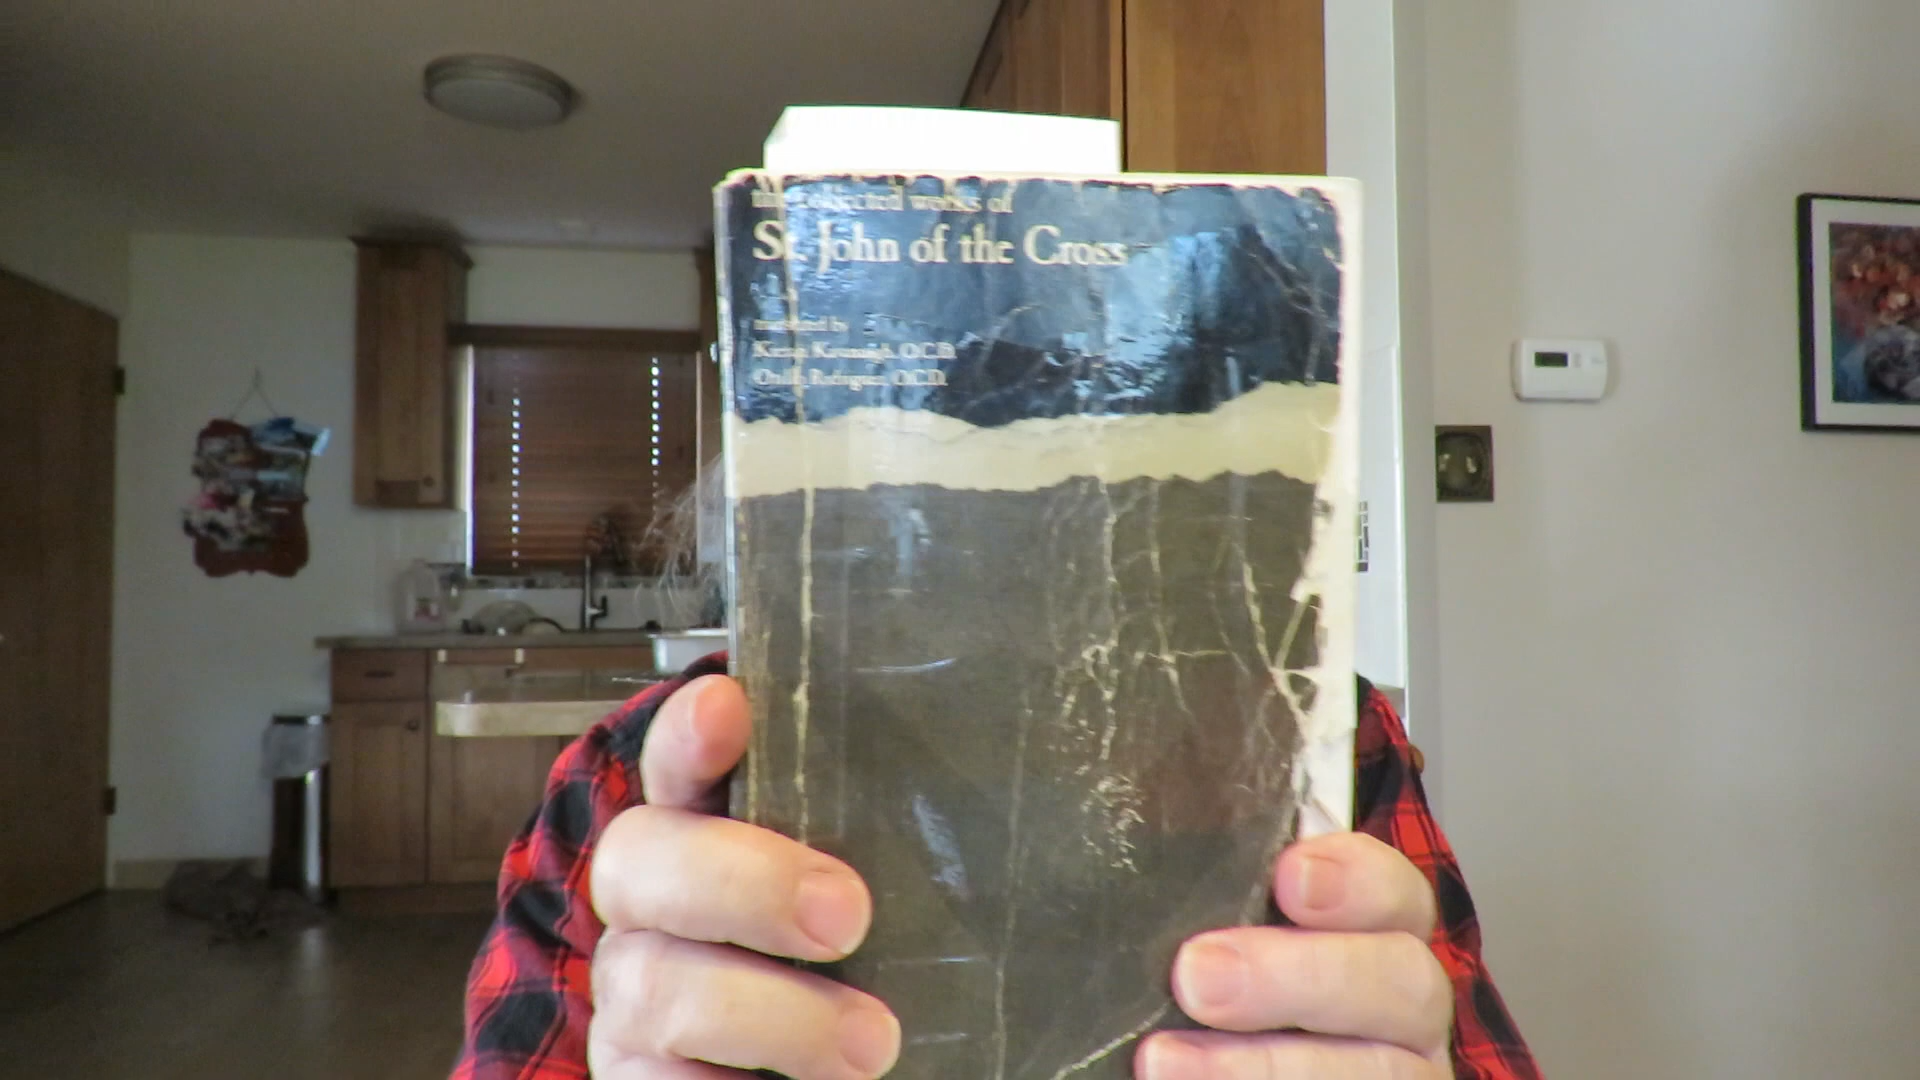 the collected works of
St. John of the Cross
translated by
Kieran Kavanaugh, O.C.D.
Otilio Rodriguez, O.C.D.